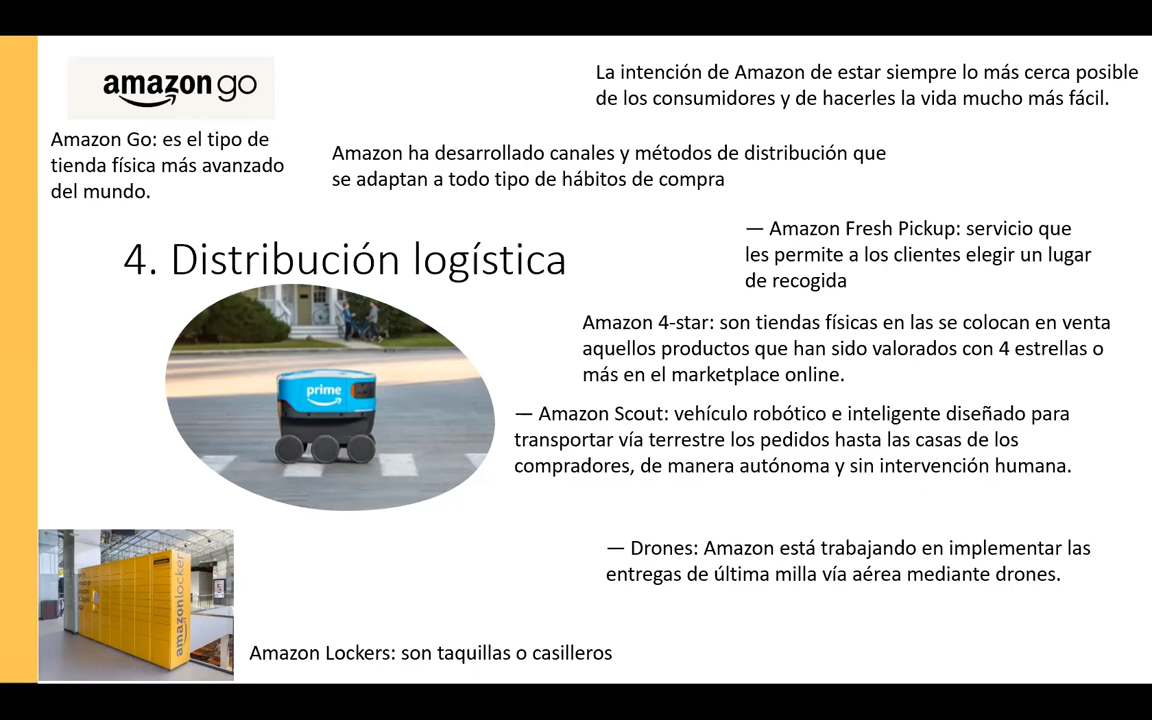 amazon go
La intención de Amazon de estar siempre lo más cerca posible
de los consumidores y de hacerles la vida mucho más fácil.
Amazon Go: es el tipo de
tienda física más avanzado
del mundo.
Amazon ha desarrollado canales y métodos de distribución que
se adaptan a todo tipo de hábitos de compra
4. Distribución logística
— Amazon Fresh Pickup: servicio que
les permite a los clientes elegir un lugar
de recogida
Amazon 4-star: son tiendas físicas en las se colocan en venta
aquellos productos que han sido valorados con 4 estrellas o
más en el marketplace online.
prime
— Amazon Scout: vehículo robótico e inteligente diseñado para
transportar vía terrestre los pedidos hasta las casas de los
compradores, de manera autónoma y sin intervención humana.
— Drones: Amazon está trabajando en implementar las
entregas de última milla vía aérea mediante drones.
amazonlocker
Amazon Lockers: son taquillas o casilleros